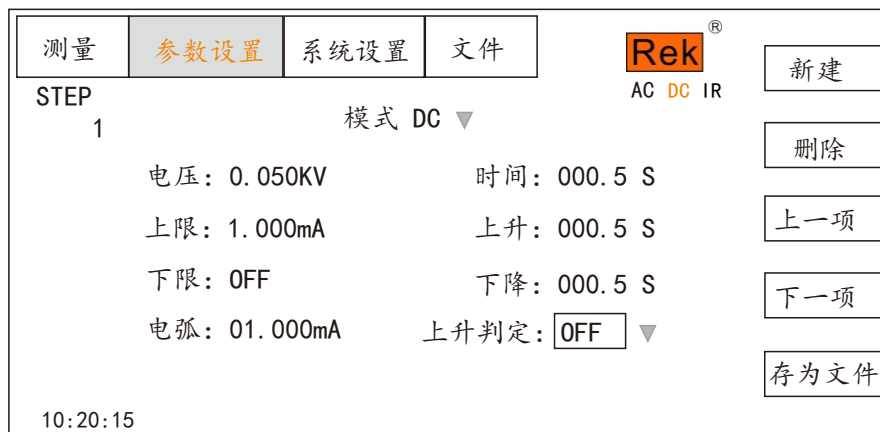 测量 参数设置 系统设置 文件 Rek® 新建
AC DC IR
STEP
1 模式 DC ▼
删除
电压：0.050KV 时间：000.5 S
上限：1.000mA 上升：000.5 S 上一项
下限：OFF 下降：000.5 S 下一项
电弧：01.000mA 上升判定：OFF ▼
存为文件
10:20:15